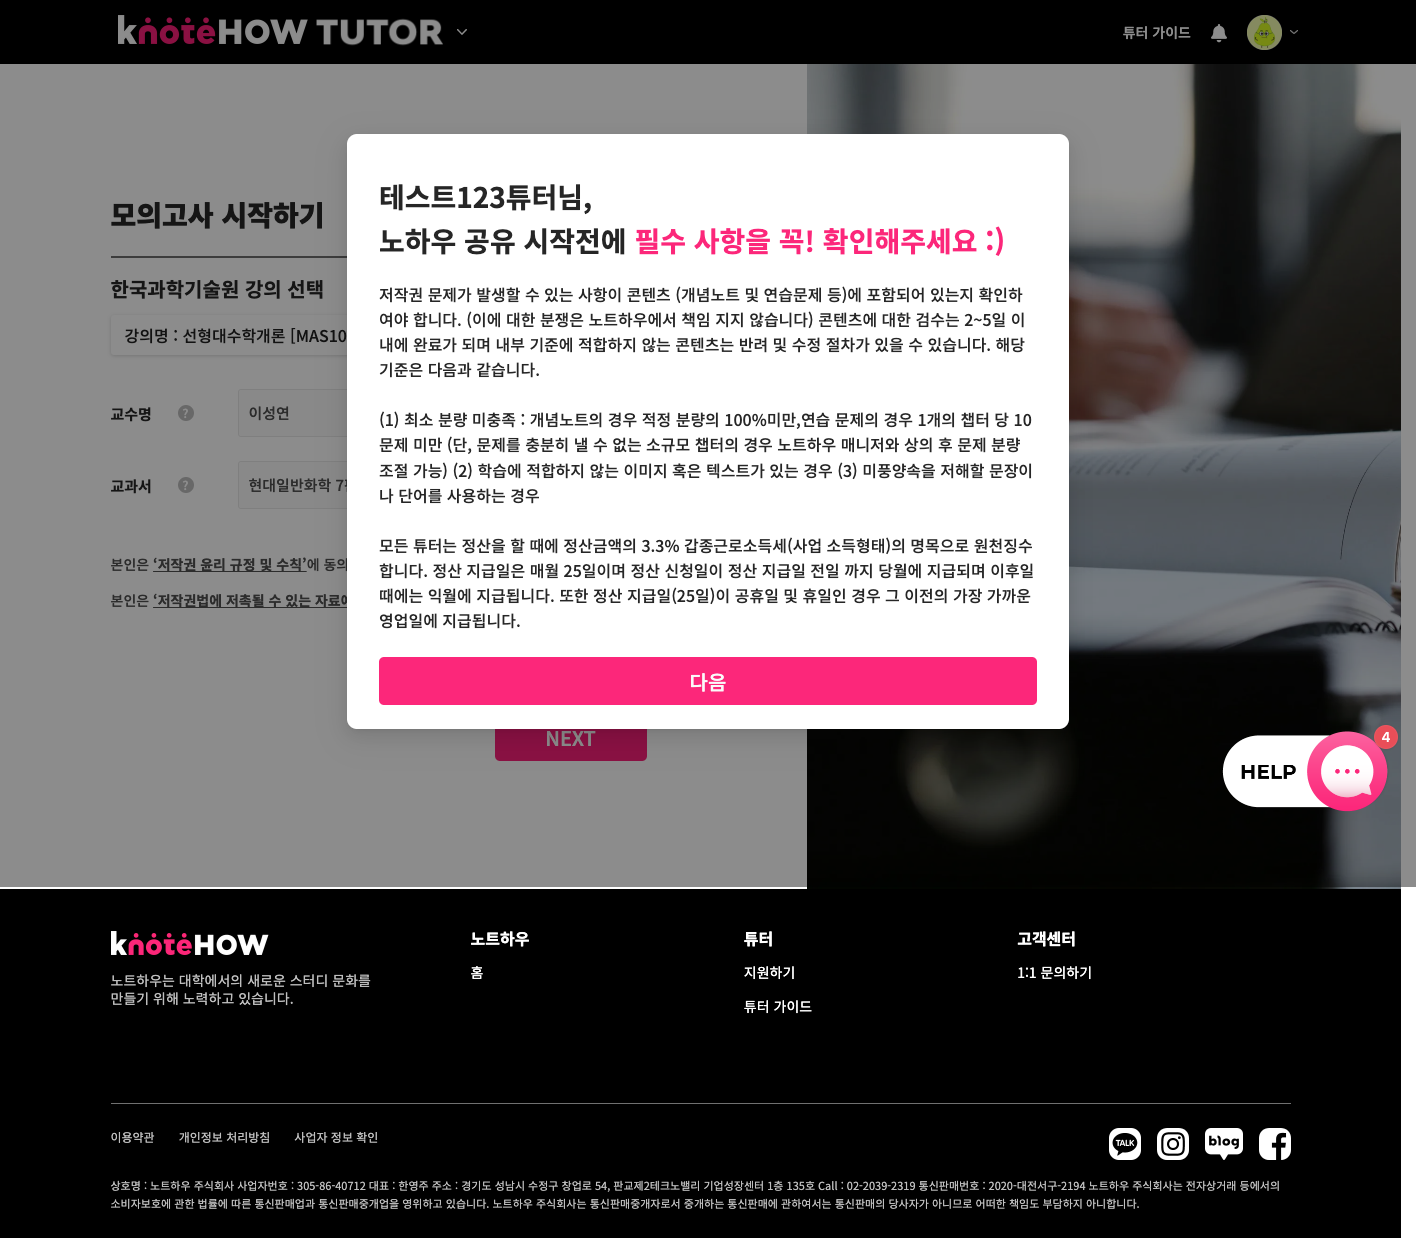 knoteHOW TUTOR
튜터 가이드
모의고사 시작하기
한국과학기술원 강의 선택
강의명 : 선형대수학개론 [MAS10
교수명
?
이성연
교과서
?
현대일반화학 7
본인은 ‘저작권 윤리 규정 및 수칙’에 동의
본인은 ‘저작권법에 저촉될 수 있는 자료에
테스트123튜터님,
노하우 공유 시작전에 필수 사항을 꼭! 확인해주세요 :)
저작권 문제가 발생할 수 있는 사항이 콘텐츠 (개념노트 및 연습문제 등)에 포함되어 있는지 확인하
여야 합니다. (이에 대한 분쟁은 노트하우에서 책임 지지 않습니다) 콘텐츠에 대한 검수는 2~5일 이
내에 완료가 되며 내부 기준에 적합하지 않는 콘텐츠는 반려 및 수정 절차가 있을 수 있습니다. 해당
기준은 다음과 같습니다.
(1) 최소 분량 미충족 : 개념노트의 경우 적정 분량의 100%미만,연습 문제의 경우 1개의 챕터 당 10
문제 미만 (단, 문제를 충분히 낼 수 없는 소규모 챕터의 경우 노트하우 매니저와 상의 후 문제 분량
조절 가능) (2) 학습에 적합하지 않는 이미지 혹은 텍스트가 있는 경우 (3) 미풍양속을 저해할 문장이
나 단어를 사용하는 경우
모든 튜터는 정산을 할 때에 정산금액의 3.3% 갑종근로소득세(사업 소득형태)의 명목으로 원천징수
합니다. 정산 지급일은 매월 25일이며 정산 신청일이 정산 지급일 전일 까지 당월에 지급되며 이후일
때에는 익월에 지급됩니다. 또한 정산 지급일(25일)이 공휴일 및 휴일인 경우 그 이전의 가장 가까운
영업일에 지급됩니다.
다음
NEXT
HELP
4
knoteHOW
노트하우는 대학에서의 새로운 스터디 문화를
만들기 위해 노력하고 있습니다.
노트하우
홈
튜터
지원하기
튜터 가이드
고객센터
1:1 문의하기
이용약관 개인정보 처리방침 사업자 정보 확인
TALK
blog
상호명 : 노트하우 주식회사 사업자번호 : 305-86-40712 대표 : 한영주 주소 : 경기도 성남시 수정구 창업로 54, 판교제2테크노밸리 기업성장센터 1층 135호 Call : 02-2039-2319 통신판매번호 : 2020-대전서구-2194 노트하우 주식회사는 전자상거래 등에서의
소비자보호에 관한 법률에 따른 통신판매업과 통신판매중개업을 영위하고 있습니다. 노트하우 주식회사는 통신판매중개자로서 중개하는 통신판매에 관하여서는 통신판매의 당사자가 아니므로 어떠한 책임도 부담하지 아니합니다.